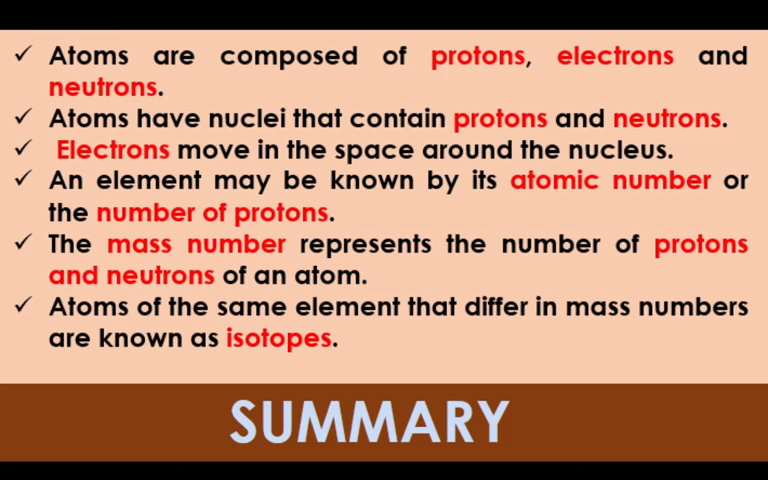 ✓ Atoms are composed of protons, electrons and
neutrons.
✓ Atoms have nuclei that contain protons and neutrons.
✓ Electrons move in the space around the nucleus.
✓ An element may be known by its atomic number or
the number of protons.
✓ The mass number represents the number of protons
and neutrons of an atom.
✓ Atoms of the same element that differ in mass numbers
are known as isotopes.
SUMMARY